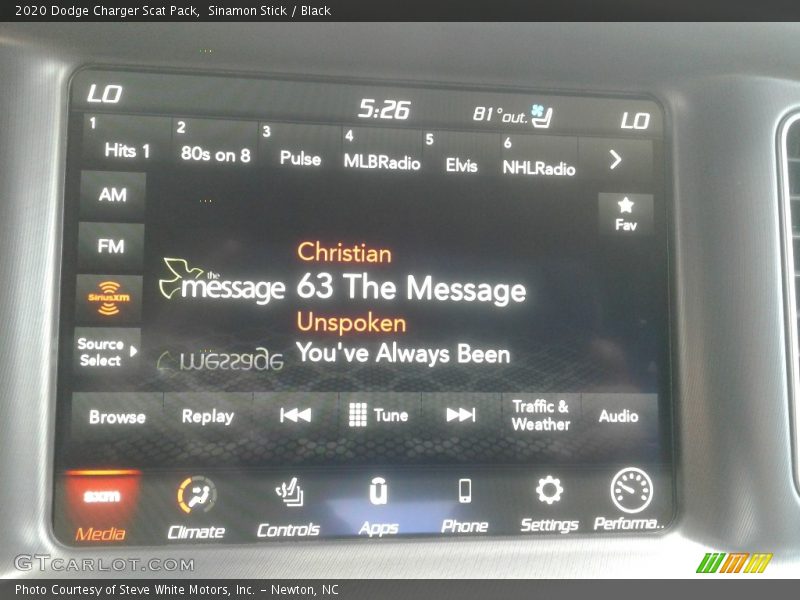 2020 Dodge Charger Scat Pack,  Sinamon Stick / Black
LO 5:26 81°out. LO
1 2 3 4 5 6
Hits 1 80s on 8 Pulse MLBRadio Elvis NHLRadio
AM
Fav
FM
Christian
the message 63 The Message
SiriusXM
Unspoken
Source Select
You've Always Been
message
Browse Replay Tune Traffic & Weather Audio
sxm
Media Climate Controls Apps Phone Settings Performa..
GTCARLOT.COM
Photo Courtesy of Steve White Motors, Inc. – Newton, NC